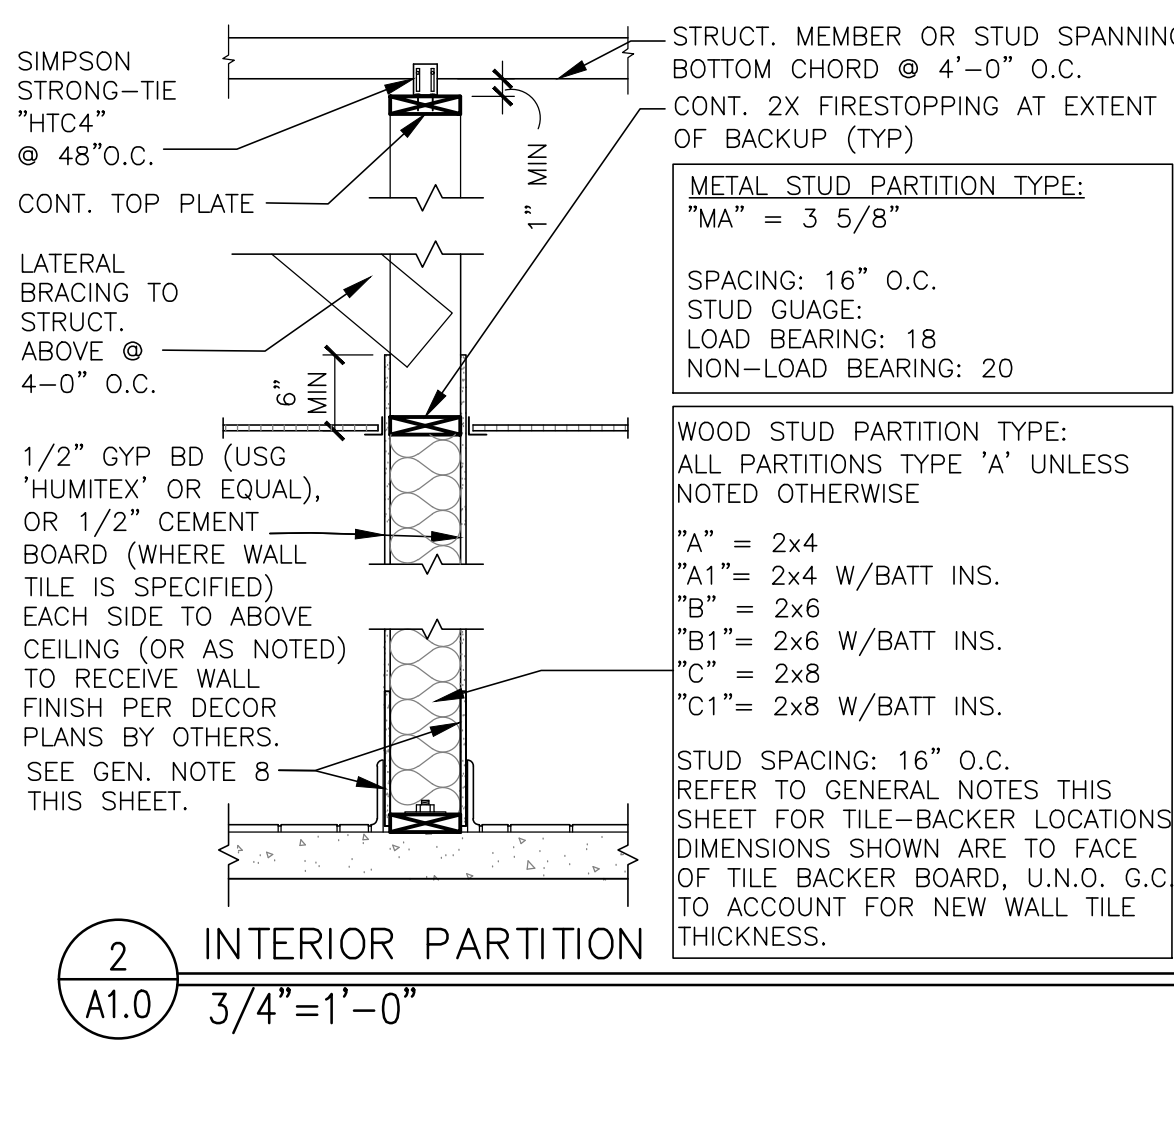 SIMPSON
STRONG-TIE
"HTC4"
@ 48"O.C.
CONT. TOP PLATE
LATERAL
BRACING TO
STRUCT.
ABOVE @
4-0" O.C.
6"
MIN
1" MIN
1/2" GYP BD (USG
'HUMITEX' OR EQUAL),
OR 1/2" CEMENT
BOARD (WHERE WALL
TILE IS SPECIFIED)
EACH SIDE TO ABOVE
CEILING (OR AS NOTED)
TO RECEIVE WALL
FINISH PER DECOR
PLANS BY OTHERS.
SEE GEN. NOTE 8
THIS SHEET.
STRUCT. MEMBER OR STUD SPANNING
BOTTOM CHORD @ 4'-0" O.C.
CONT. 2X FIRESTOPPING AT EXTENT
OF BACKUP (TYP)
METAL STUD PARTITION TYPE:
"MA" = 3 5/8"
SPACING: 16" O.C.
STUD GUAGE:
LOAD BEARING: 18
NON-LOAD BEARING: 20
WOOD STUD PARTITION TYPE:
ALL PARTITIONS TYPE 'A' UNLESS
NOTED OTHERWISE
"A" = 2x4
"A1"= 2x4 W/BATT INS.
"B" = 2x6
"B1"= 2x6 W/BATT INS.
"C" = 2x8
"C1"= 2x8 W/BATT INS.
STUD SPACING: 16" O.C.
REFER TO GENERAL NOTES THIS
SHEET FOR TILE-BACKER LOCATIONS
DIMENSIONS SHOWN ARE TO FACE
OF TILE BACKER BOARD, U.N.O. G.C.
TO ACCOUNT FOR NEW WALL TILE
THICKNESS.
2
A1.0
INTERIOR PARTITION
3/4"=1'-0"